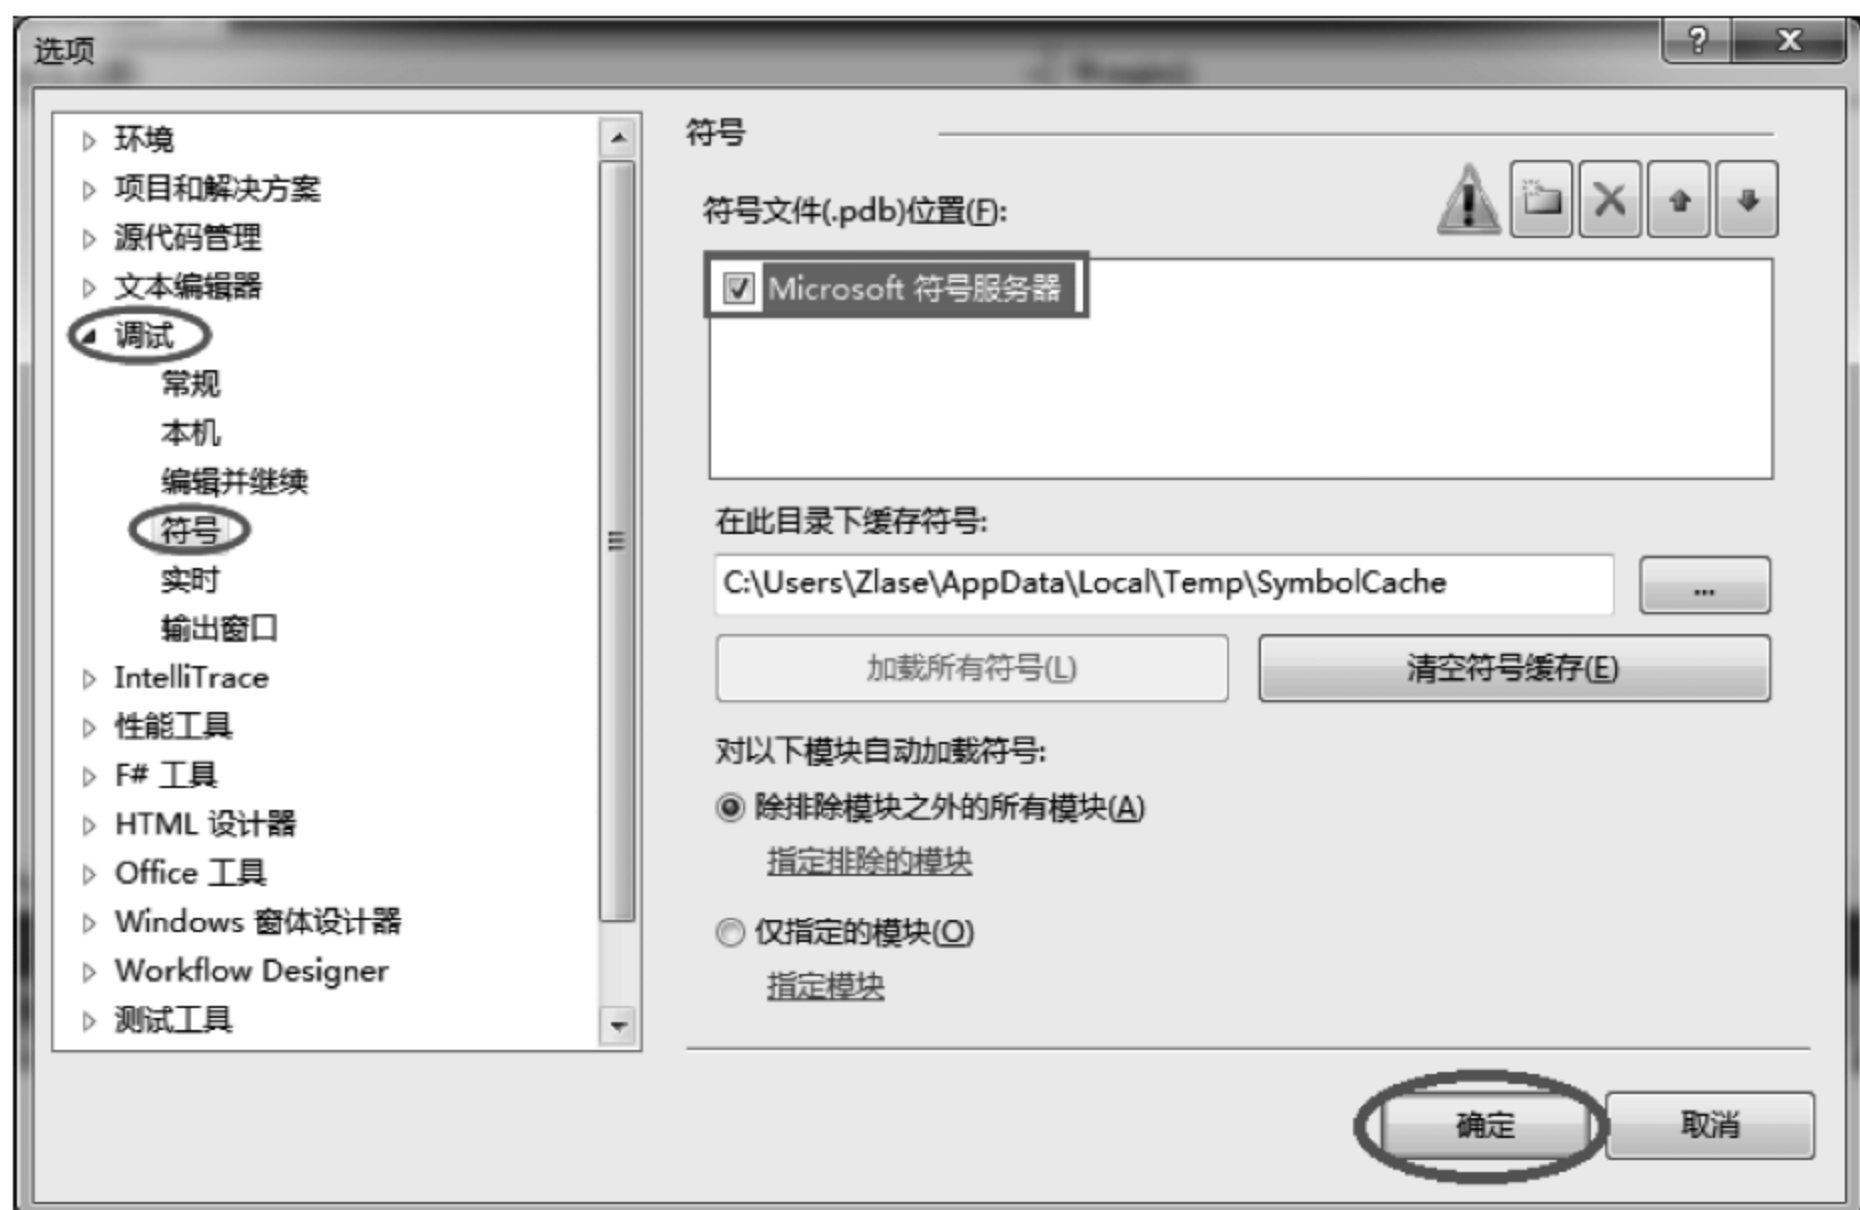 选项
?
X
环境
项目和解决方案
源代码管理
文本编辑器
调试
常规
本机
编辑并继续
符号
实时
输出窗口
IntelliTrace
性能工具
F# 工具
HTML 设计器
Office 工具
Windows 窗体设计器
Workflow Designer
测试工具
符号
符号文件(.pdb)位置(F):
Microsoft 符号服务器
在此目录下缓存符号:
C:\Users\Zlase\AppData\Local\Temp\SymbolCache
...
加载所有符号(L)
清空符号缓存(E)
对以下模块自动加载符号:
除排除模块之外的所有模块(A)
指定排除的模块
仅指定的模块(O)
指定模块
确定
取消